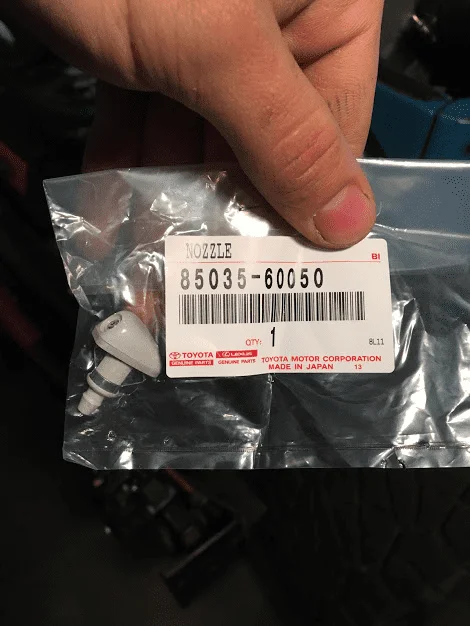 NOZZLE
BI
85035-60050
QTY: 1
8L11
TOYOTA LEXUS TOYOTA MOTOR CORPORATION
GENUINE PARTS GENUINE PARTS MADE IN JAPAN 13